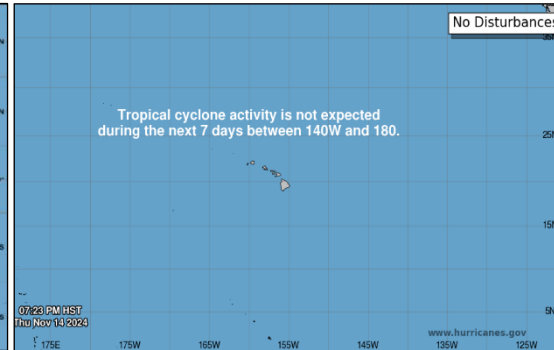 No Disturbances
35N
Tropical cyclone activity is not expected
during the next 7 days between 140W and 180.
25N
15N
07:23 PM HST
Thu Nov 14 2024
5N
www.hurricanes.gov
175E 175W 165W 155W 145W 135W 125W